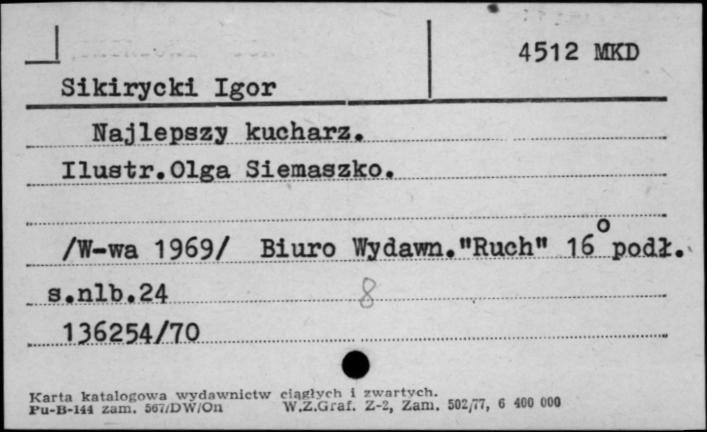 4512 MKD
Sikirycki Igor
Najlepszy kucharz.
Ilustr.Olga Siemaszko.
/W-wa 1969/ Biuro Wydawn."Ruch" 16° podł.
s.nlb.24 8
136254/70
Karta katalogowa wydawnictw ciągłych i zwartych.
Pu-B-144 zam. 567/DW/On W.Z.Graf. Z-2, Zam. 502/77, 6 400 000